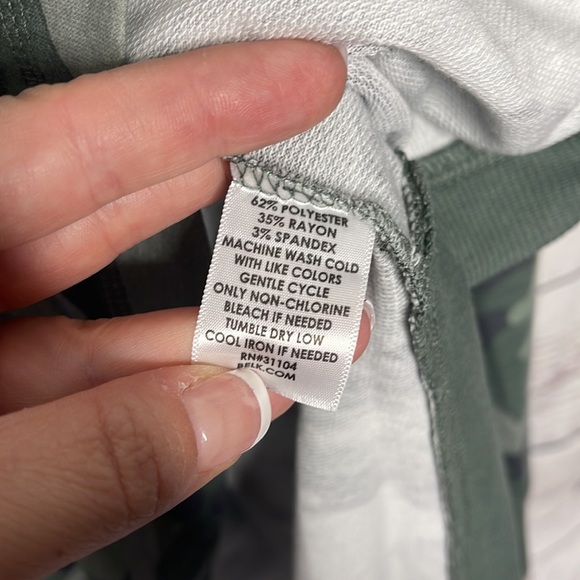 62% POLYESTER
35% RAYON
3% SPANDEX
MACHINE WASH COLD
WITH LIKE COLORS
GENTLE CYCLE
ONLY NON-CHLORINE
BLEACH IF NEEDED
TUMBLE DRY LOW
COOL IRON IF NEEDED
RN#31104
BELK.COM